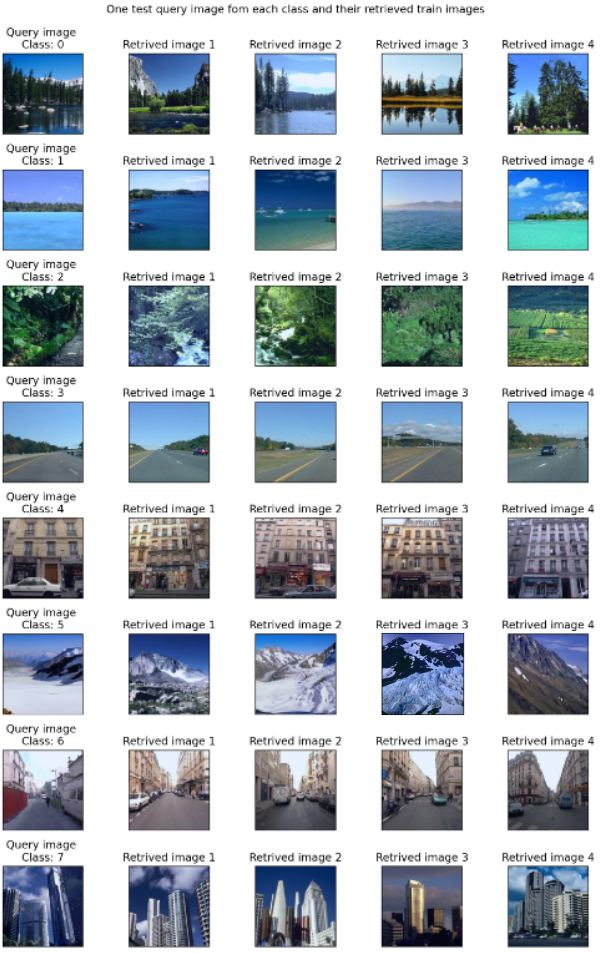 One test query image fom each class and their retrieved train images
Query image
Class: 0
Retrived image 1
Retrived image 2
Retrived image 3
Retrived image 4
Query image
Class: 1
Retrived image 1
Retrived image 2
Retrived image 3
Retrived image 4
Query image
Class: 2
Retrived image 1
Retrived image 2
Retrived image 3
Retrived image 4
Query image
Class: 3
Retrived image 1
Retrived image 2
Retrived image 3
Retrived image 4
Query image
Class: 4
Retrived image 1
Retrived image 2
Retrived image 3
Retrived image 4
Query image
Class: 5
Retrived image 1
Retrived image 2
Retrived image 3
Retrived image 4
Query image
Class: 6
Retrived image 1
Retrived image 2
Retrived image 3
Retrived image 4
Query image
Class: 7
Retrived image 1
Retrived image 2
Retrived image 3
Retrived image 4